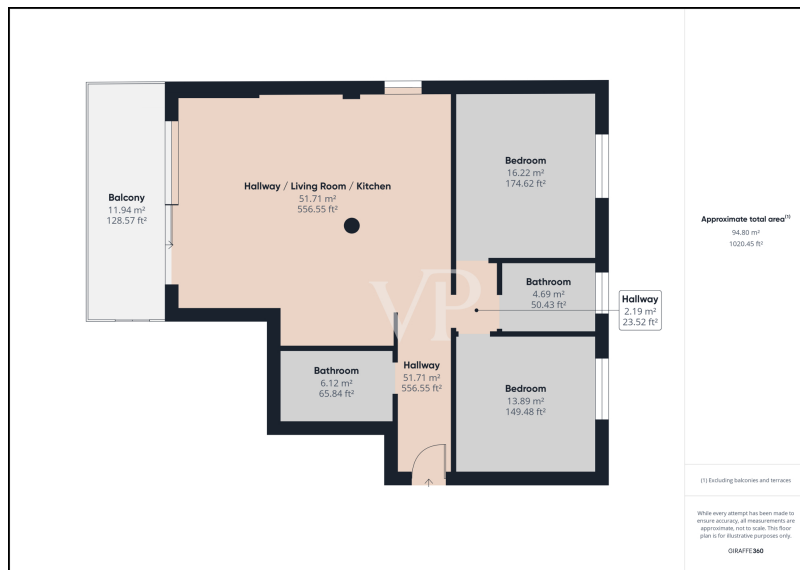 Balcony
11.94 m²
128.57 ft²
Hallway / Living Room / Kitchen
51.71 m²
556.55 ft²
Bedroom
16.22 m²
174.62 ft²
Bathroom
4.69 m²
50.43 ft²
Hallway
2.19 m²
23.52 ft²
VP
Bathroom
6.12 m²
65.84 ft²
Hallway
51.71 m²
556.55 ft²
Bedroom
13.89 m²
149.48 ft²
Approximate total area⁽¹⁾
94.80 m²
1020.45 ft²
(1) Excluding balconies and terraces
While every attempt has been made to
ensure accuracy, all measurements are
approximate, not to scale. This floor
plan is for illustrative purposes only.
GIRAFFE360